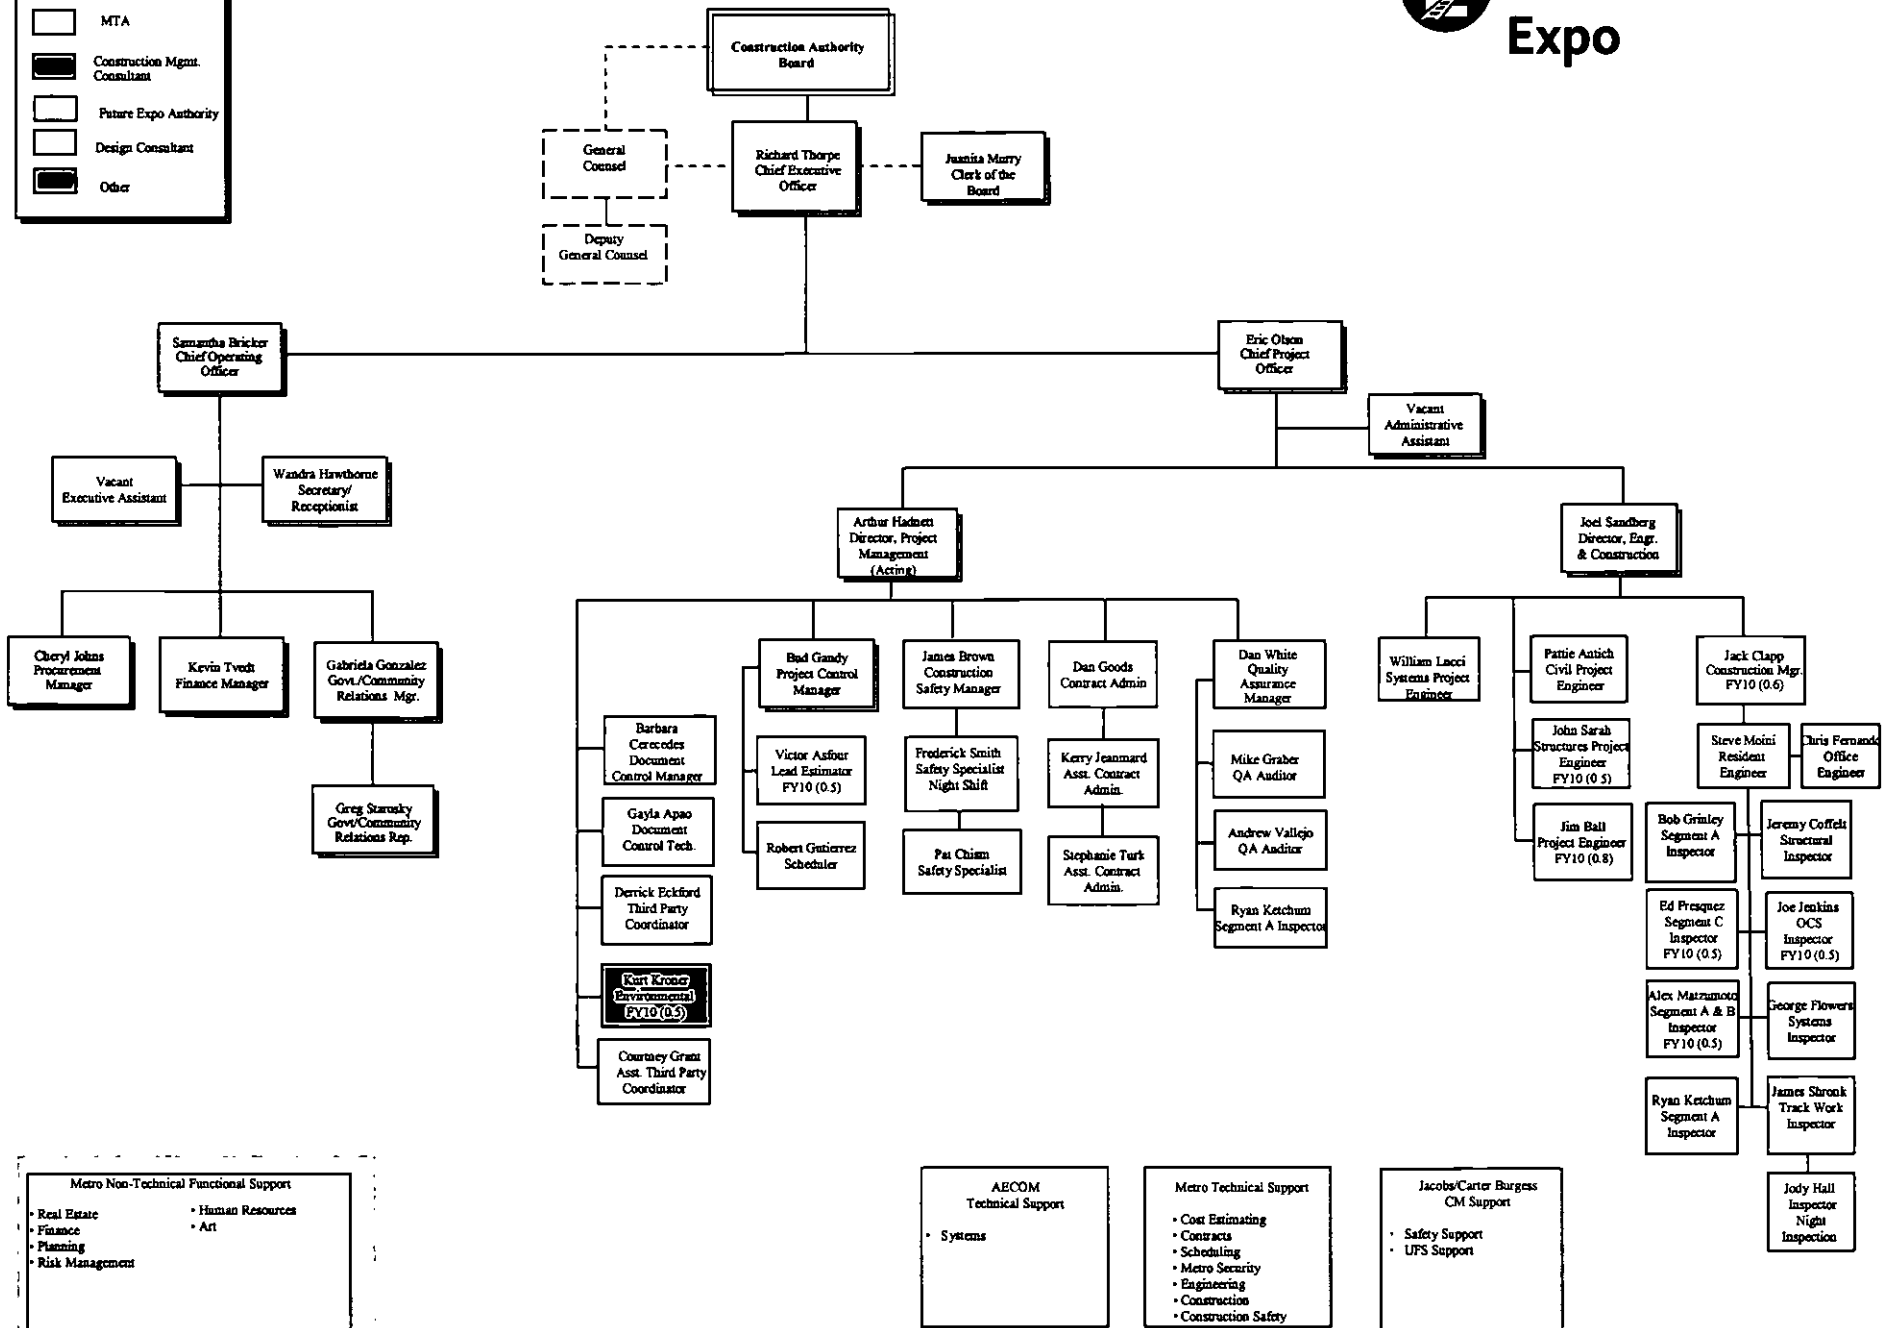 MTA
Construction Mgmt.
Consultant
Future Expo Authority
Design Consultant
Other
Expo
Construction Authority
Board
General
Counsel
Richard Thorpe
Chief Executive
Officer
Juanita Murry
Clerk of the
Board
Deputy
General Counsel
Samantha Bricker
Chief Operating
Officer
Eric Olson
Chief Project
Officer
Vacant
Administrative
Assistant
Vacant
Executive Assistant
Wandra Hawthorne
Secretary/
Receptionist
Arthur Hadnett
Director, Project
Management
(Acting)
Joel Sandberg
Director, Engr.
& Construction
Cheryl Johns
Procurement
Manager
Kevin Tvedt
Finance Manager
Gabriela Gonzalez
Govt./Community
Relations Mgr.
Greg Starosky
Govt/Community
Relations Rep.
Barbara
Cerecedes
Document
Control Manager
Gayla Apao
Document
Control Tech.
Derrick Eckford
Third Party
Coordinator
Kurt Kroner
Environmental
FY10 (0.5)
Courtney Grant
Asst. Third Party
Coordinator
Bud Gandy
Project Control
Manager
Victor Asfour
Lead Estimator
FY10 (0.5)
Robert Gutierrez
Scheduler
James Brown
Construction
Safety Manager
Frederick Smith
Safety Specialist
Night Shift
Pat Chism
Safety Specialist
Dan Goods
Contract Admin
Kerry Jeanmard
Asst. Contract
Admin.
Stephanie Turk
Asst. Contract
Admin.
Dan White
Quality
Assurance
Manager
Mike Graber
QA Auditor
Andrew Vallejo
QA Auditor
Ryan Ketchum
Segment A Inspector
William Lucci
Systems Project
Engineer
Pattie Antich
Civil Project
Engineer
John Sarah
Structures Project
Engineer
FY10 (0.5)
Jim Ball
Project Engineer
FY10 (0.8)
Jack Clapp
Construction Mgr.
FY10 (0.6)
Steve Moini
Resident
Engineer
Chris Fernando
Office
Engineer
Bob Grinley
Segment A
Inspector
Jeremy Coffelt
Structural
Inspector
Ed Presquez
Segment C
Inspector
FY10 (0.5)
Joe Jenkins
OCS
Inspector
FY10 (0.5)
Alex Matzumoto
Segment A & B
Inspector
FY10 (0.5)
George Flowers
Systems
Inspector
Ryan Ketchum
Segment A
Inspector
James Shronk
Track Work
Inspector
Jody Hall
Inspector
Night
Inspection
Metro Non-Technical Functional Support
• Real Estate
• Finance
• Planning
• Risk Management
• Human Resources
• Art
AECOM
Technical Support
• Systems
Metro Technical Support
• Cost Estimating
• Contracts
• Scheduling
• Metro Security
• Engineering
• Construction
• Construction Safety
Jacobs/Carter Burgess
CM Support
• Safety Support
• UFS Support